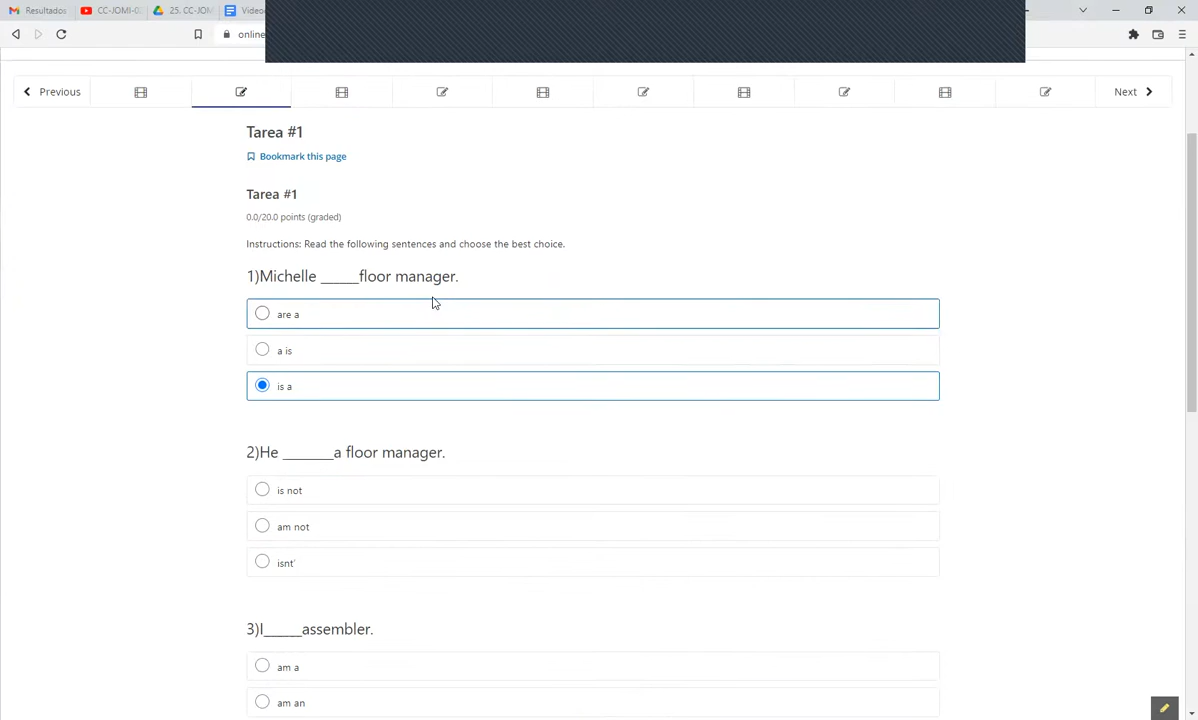 Resultados
CC-JOMI-0
25. CC-JOM
Video
online
Previous
Next
Tarea #1
Bookmark this page
Tarea #1
0.0/20.0 points (graded)
Instructions: Read the following sentences and choose the best choice.
1)Michelle _____floor manager.
are a
a is
is a
2)He _______a floor manager.
is not
am not
isnt'
3)I_____assembler.
am a
am an